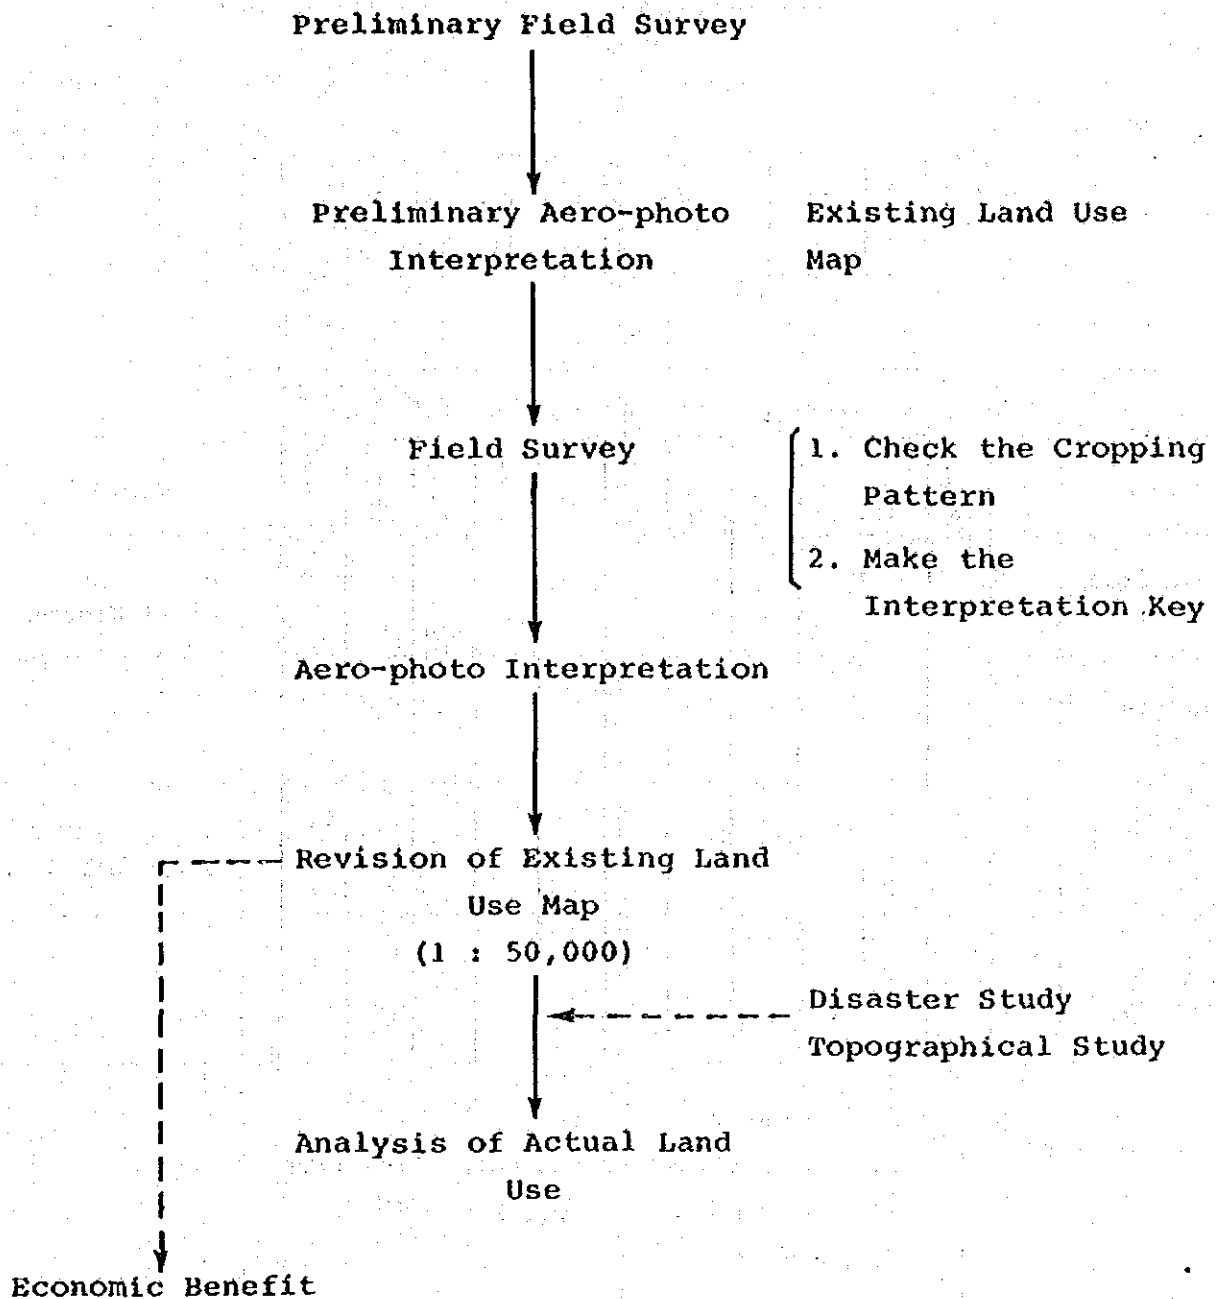 Preliminary Field Survey
Preliminary Aero-photo
Interpretation
Existing Land Use
Map
Field Survey
1. Check the Cropping
Pattern
2. Make the
Interpretation Key
Aero-photo Interpretation
Revision of Existing Land
Use Map
(1 : 50,000)
Disaster Study
Topographical Study
Analysis of Actual Land
Use
Economic Benefit